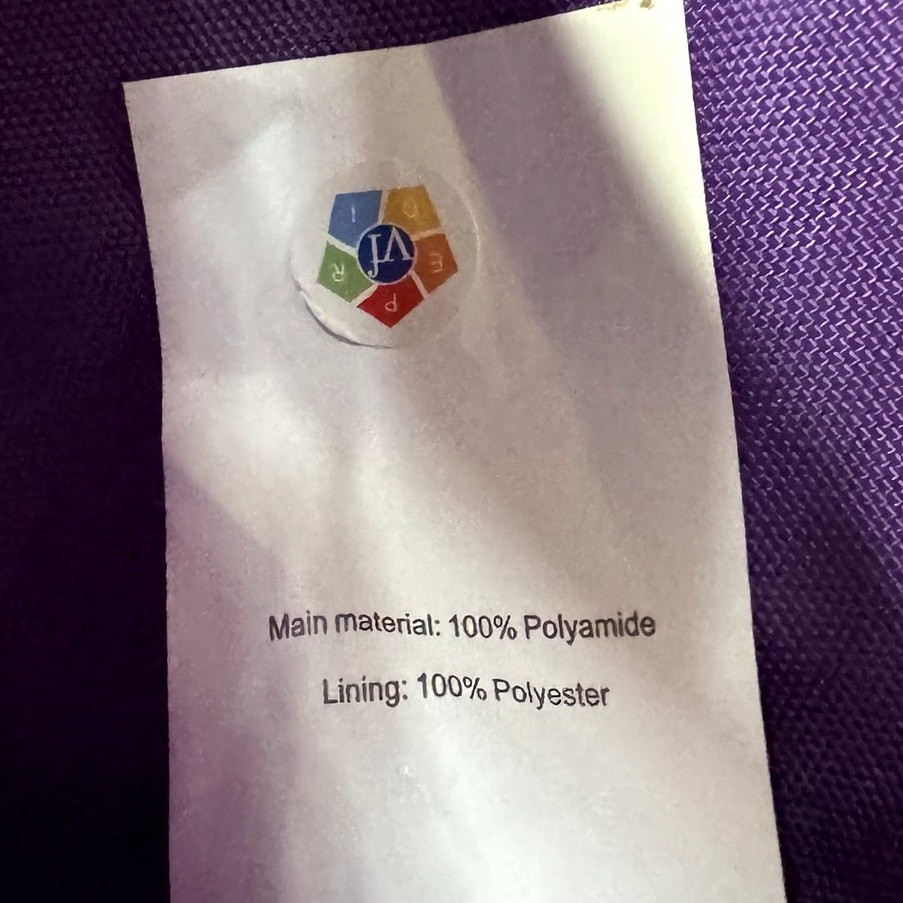 P
R
I
E
Main material: 100% Polyamide
Lining: 100% Polyester